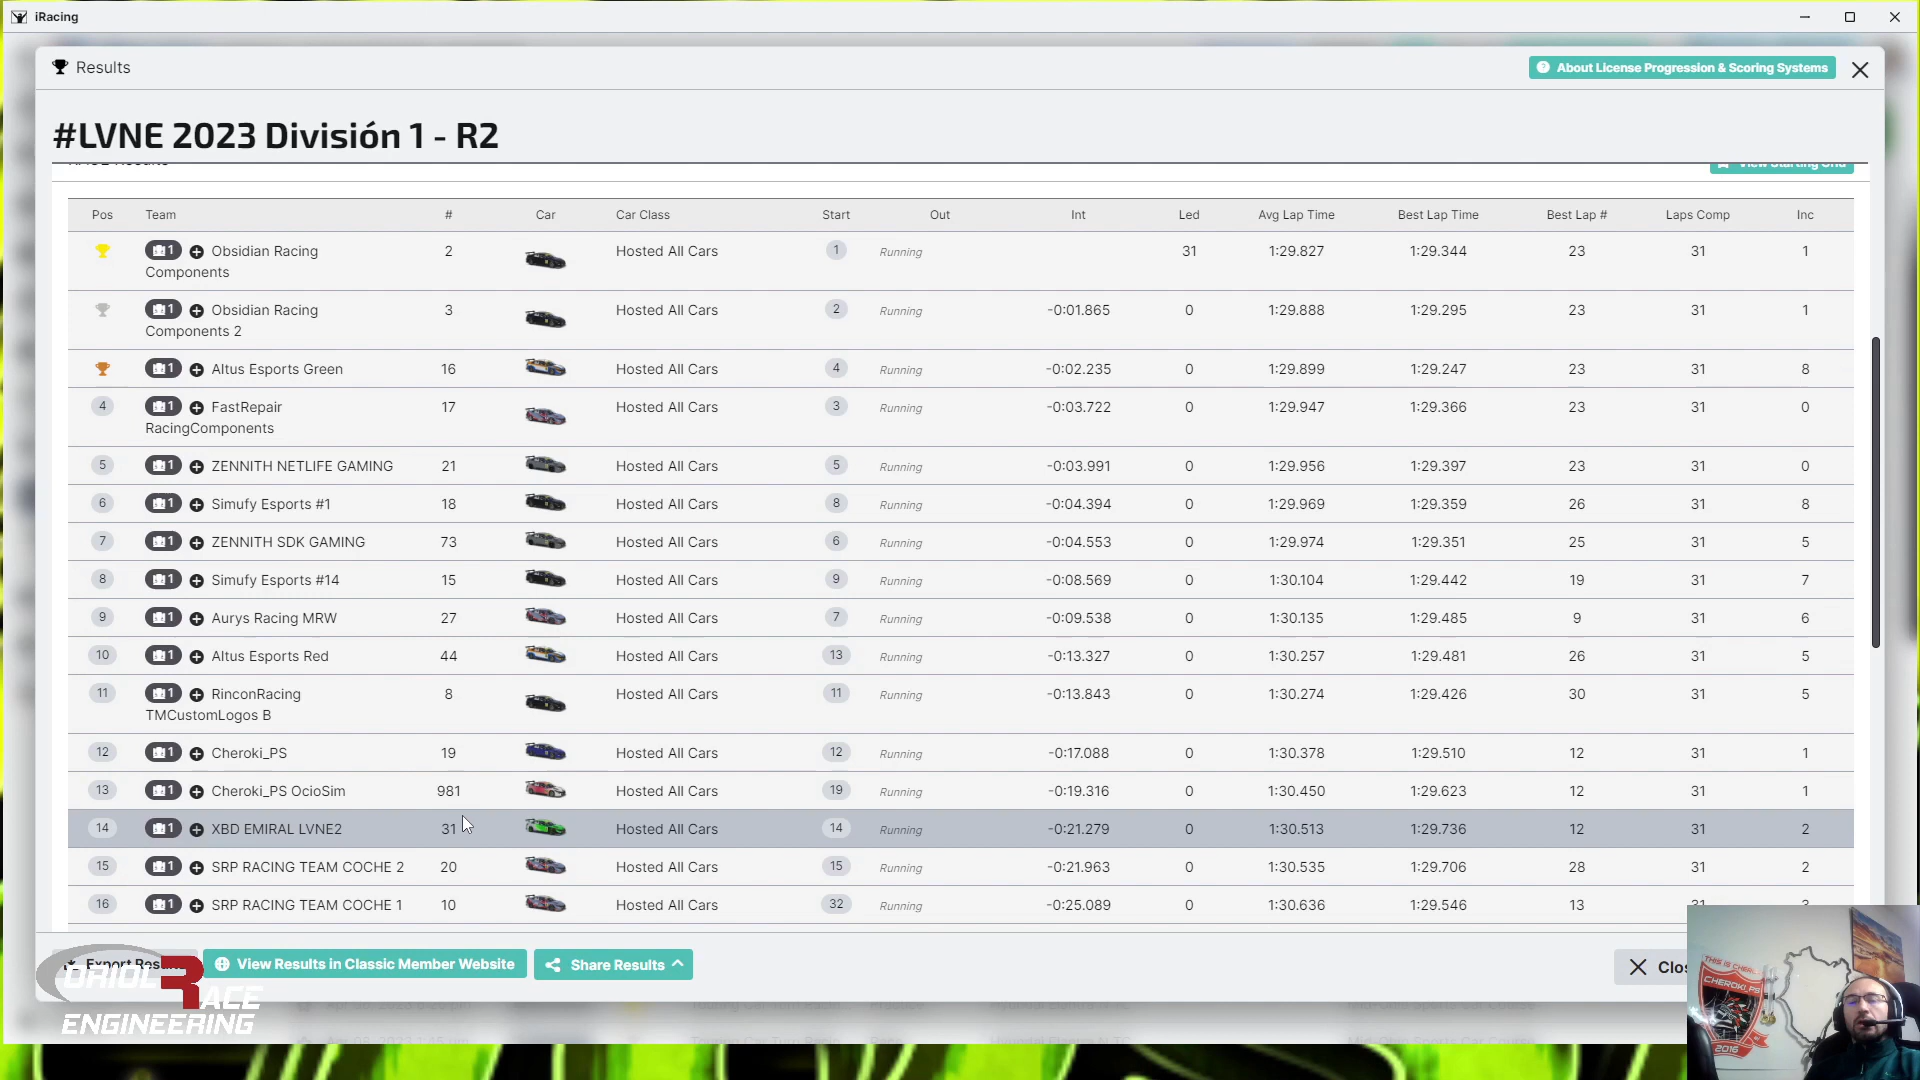 iRacing
Results
About License Progression & Scoring Systems
#LVNE 2023 División 1 - R2
View Starting Grid
Pos Team # Car Car Class Start Out Int Led Avg Lap Time Best Lap Time Best Lap # Laps Comp Inc
1 Obsidian Racing Components 2 Hosted All Cars 1 Running 31 1:29.827 1:29.344 23 31 1
1 Obsidian Racing Components 2 3 Hosted All Cars 2 Running -0:01.865 0 1:29.888 1:29.295 23 31 1
1 Altus Esports Green 16 Hosted All Cars 4 Running -0:02.235 0 1:29.899 1:29.247 23 31 8
4 1 FastRepair RacingComponents 17 Hosted All Cars 3 Running -0:03.722 0 1:29.947 1:29.366 23 31 0
5 1 ZENNITH NETLIFE GAMING 21 Hosted All Cars 5 Running -0:03.991 0 1:29.956 1:29.397 23 31 0
6 1 Simufy Esports #1 18 Hosted All Cars 8 Running -0:04.394 0 1:29.969 1:29.359 26 31 8
7 1 ZENNITH SDK GAMING 73 Hosted All Cars 6 Running -0:04.553 0 1:29.974 1:29.351 25 31 5
8 1 Simufy Esports #14 15 Hosted All Cars 9 Running -0:08.569 0 1:30.104 1:29.442 19 31 7
9 1 Aurys Racing MRW 27 Hosted All Cars 7 Running -0:09.538 0 1:30.135 1:29.485 9 31 6
10 1 Altus Esports Red 44 Hosted All Cars 13 Running -0:13.327 0 1:30.257 1:29.481 26 31 5
11 1 RinconRacing TMCustomLogos B 8 Hosted All Cars 11 Running -0:13.843 0 1:30.274 1:29.426 30 31 5
12 1 Cheroki_PS 19 Hosted All Cars 12 Running -0:17.088 0 1:30.378 1:29.510 12 31 1
13 1 Cheroki_PS OcioSim 981 Hosted All Cars 19 Running -0:19.316 0 1:30.450 1:29.623 12 31 1
14 1 XBD EMIRAL LVNE2 31 Hosted All Cars 14 Running -0:21.279 0 1:30.513 1:29.736 12 31 2
15 1 SRP RACING TEAM COCHE 2 20 Hosted All Cars 15 Running -0:21.963 0 1:30.535 1:29.706 28 31 2
16 1 SRP RACING TEAM COCHE 1 10 Hosted All Cars 32 Running -0:25.089 0 1:30.636 1:29.546 13 31
Export
View Results in Classic Member Website
Share Results
ORIOL RACE
ENGINEERING
THIS IS CHEROKI
CHEROKI_PS
2016